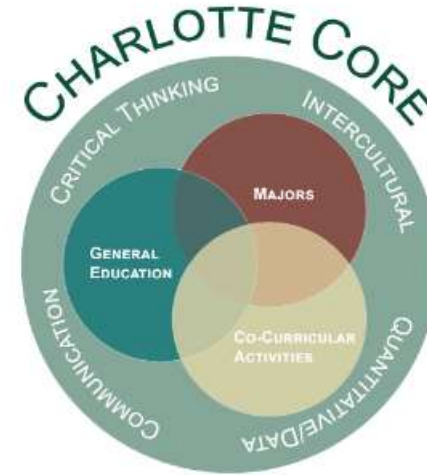 CHARLOTTE CORE
CRITICAL THINKING
INTERCULTURAL
MAJORS
GENERAL
EDUCATION
CO-CURRICULAR
ACTIVITIES
COMMUNICATION
QUANTITATIVE/DATA